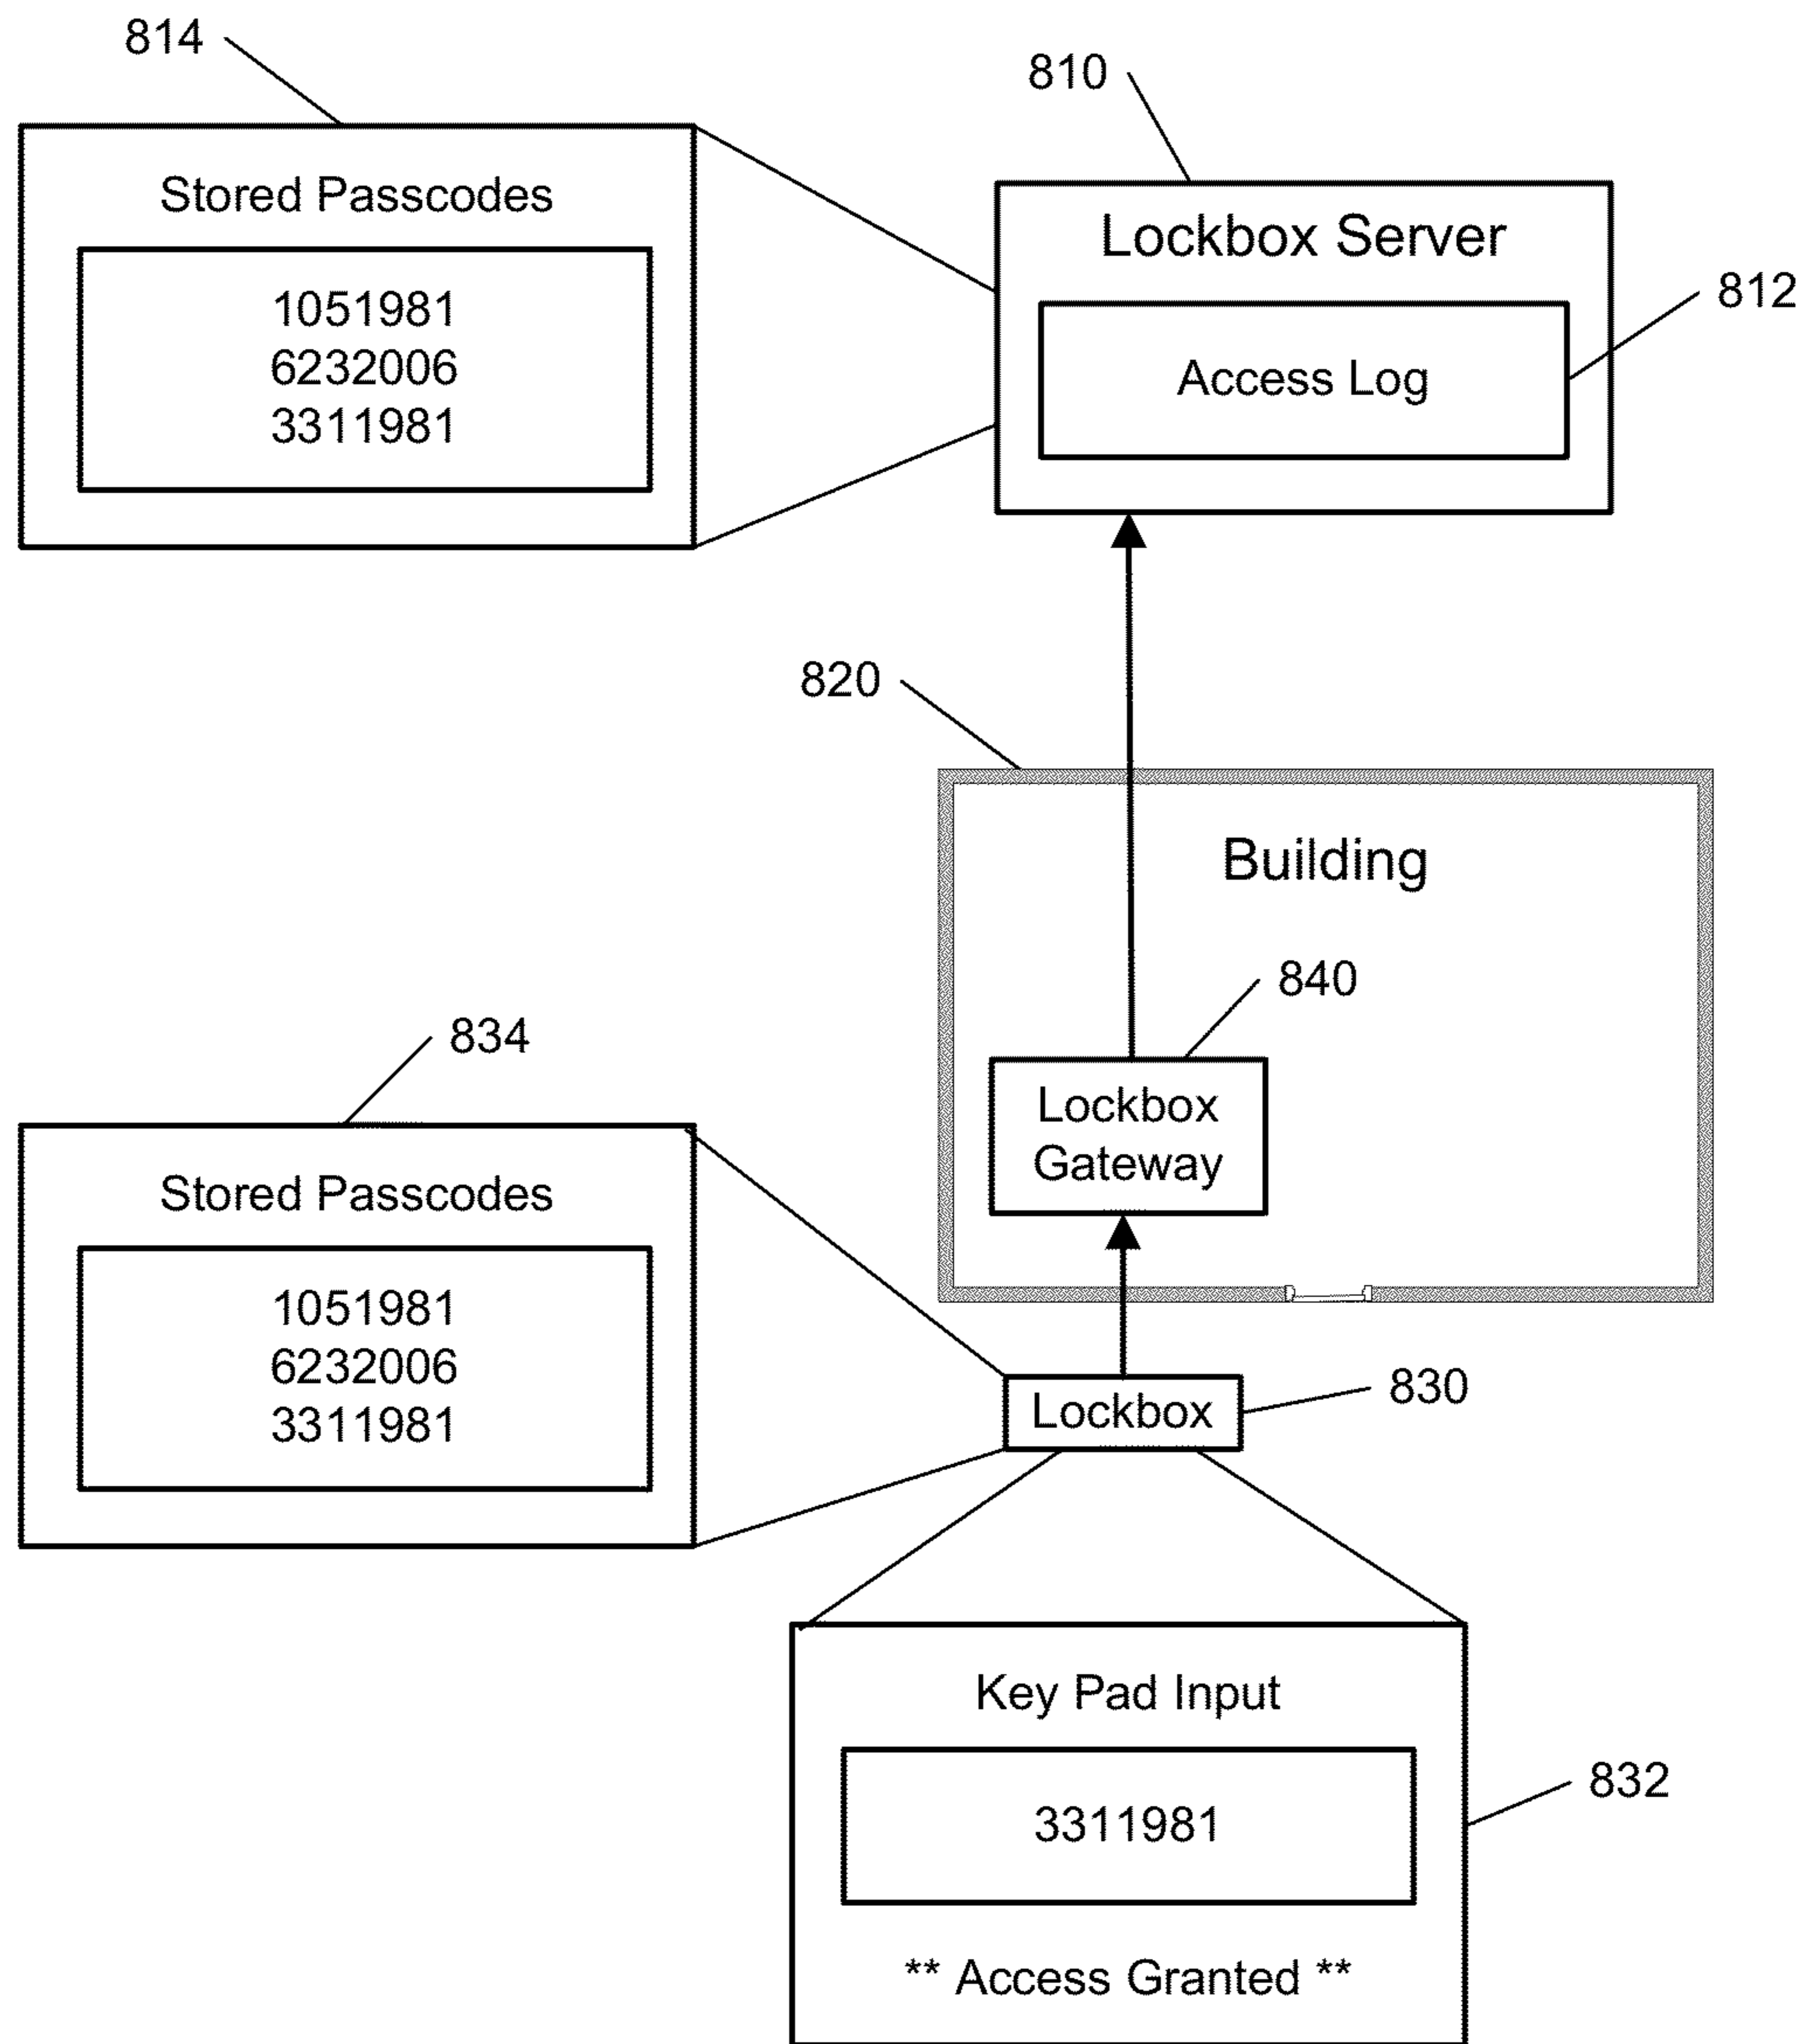 814
810
Stored Passcodes
1051981
6232006
3311981
Lockbox Server
812
Access Log
820
Building
840
Lockbox
Gateway
834
Stored Passcodes
1051981
6232006
3311981
Lockbox
830
Key Pad Input
3311981
832
** Access Granted **